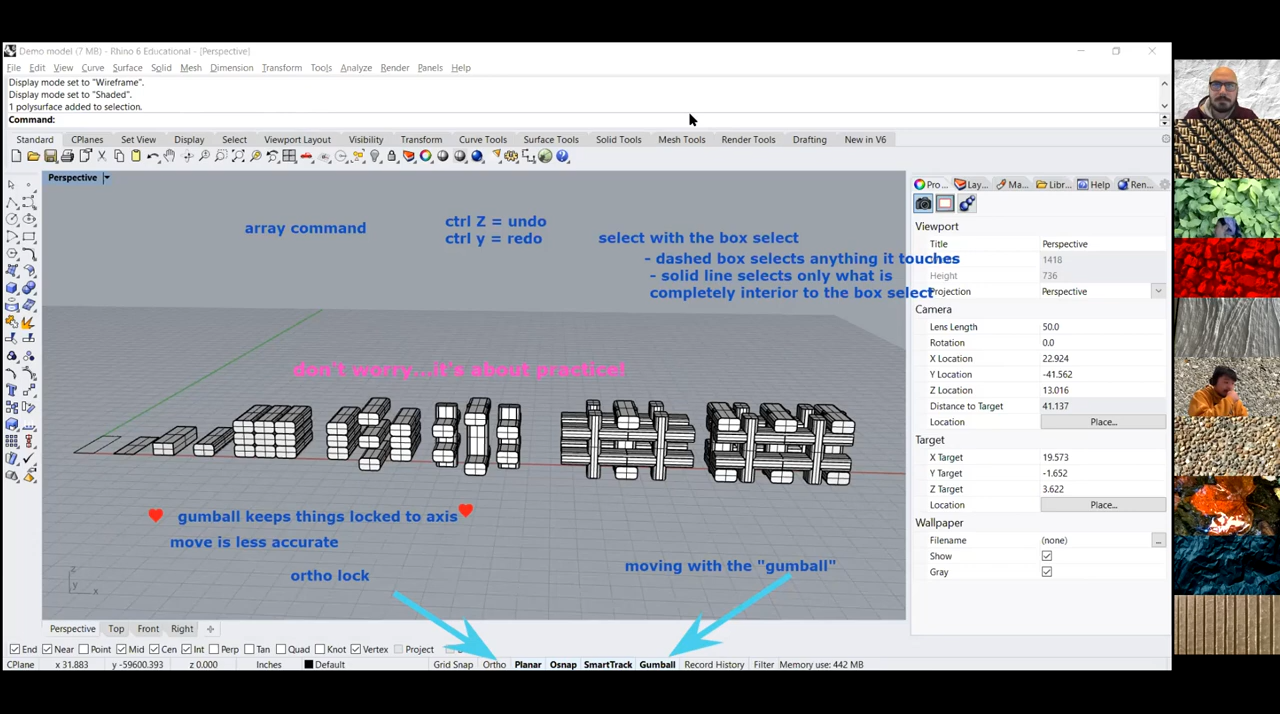 Demo model (7 MB) - Rhino 6 Educational - [Perspective]
File Edit View Curve Surface Solid Mesh Dimension Transform Tools Analyze Render Panels Help
Display mode set to "Wireframe".
Display mode set to "Shaded".
1 polysurface added to selection.
Command:
Standard CPlanes Set View Display Select Viewport Layout Visibility Transform Curve Tools Surface Tools Solid Tools Mesh Tools Render Tools Drafting New in V6
Perspective
array command
ctrl Z = undo
ctrl y = redo
select with the box select
- dashed box selects anything it touches
- solid line selects only what is
completely interior to the box select
don't worry...it's about practice!
gumball keeps things locked to axis
move is less accurate
ortho lock
moving with the "gumball"
z
y x
Pro... Lay... Ma... Libr... Help Ren...
Viewport
Title Perspective
1418
Height 736
Projection Perspective
Camera
Lens Length 50.0
Rotation 0.0
X Location 22.924
Y Location -41.562
Z Location 13.016
Distance to Target 41.137
Location Place...
Target
X Target 19.573
Y Target -1.652
Z Target 3.622
Location Place...
Wallpaper
Filename (none) ...
Show
Gray
Perspective Top Front Right
End Near Point Mid Cen Int Perp Tan Quad Knot Vertex Project
CPlane x 31.883 y -59600.393 z 0.000 Inches Default Grid Snap Ortho Planar Osnap SmartTrack Gumball Record History Filter Memory use: 442 MB